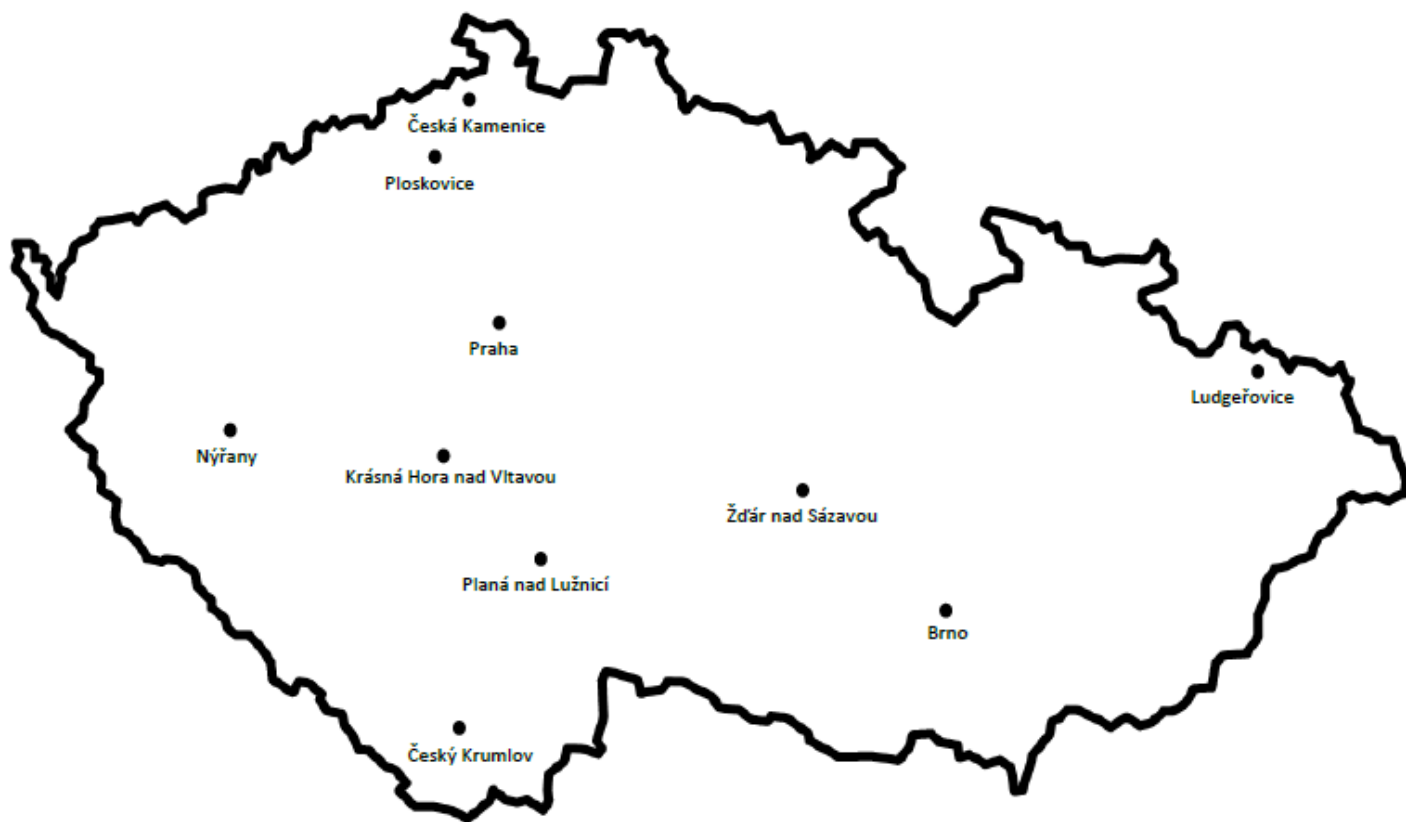 Česká Kamenice
Ploskovice
Praha
Ludgeřovice
Nýřany
Krásná Hora nad Vltavou
Žďár nad Sázavou
Planá nad Lužnicí
Brno
Český Krumlov